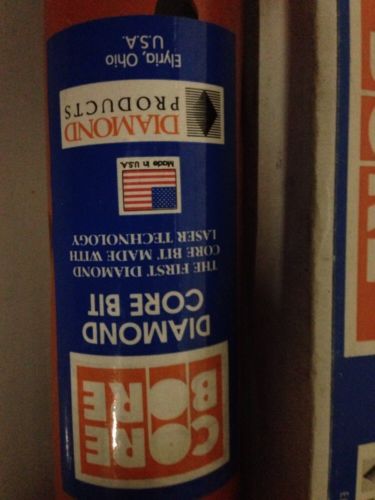 CORE
BORE
DIAMOND
CORE BIT
THE FIRST DIAMOND
CORE BIT MADE WITH
LASER TECHNOLOGY
Made in U.S.A.
DIAMOND
PRODUCTS
Elyria, Ohio
U.S.A.